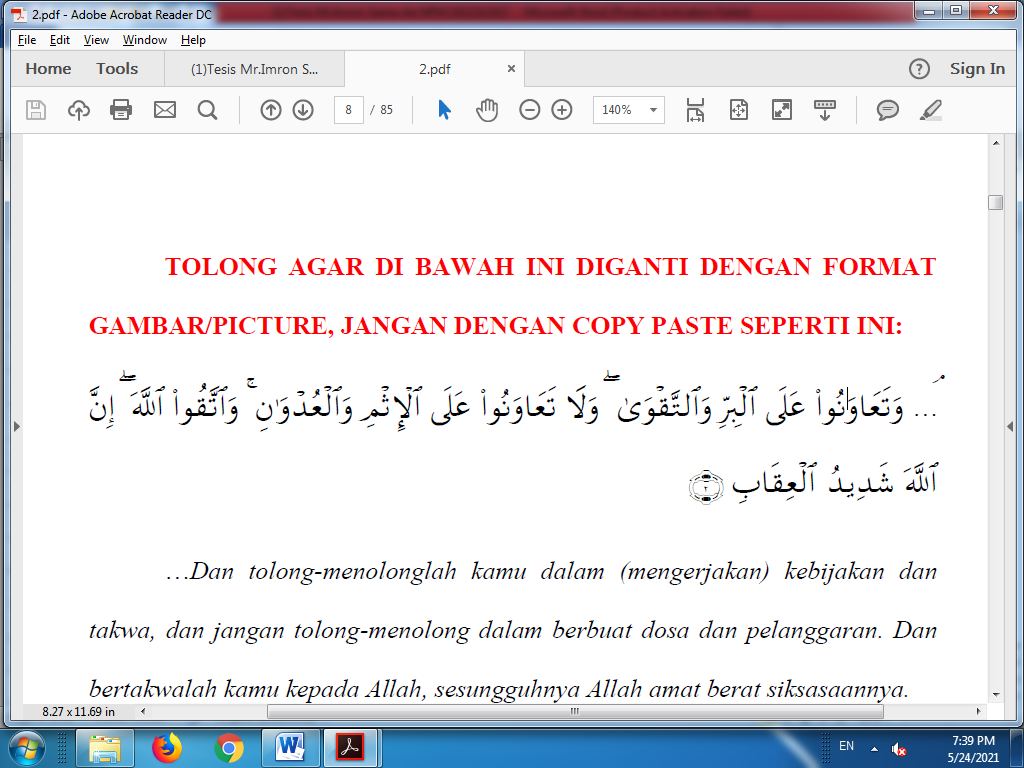 2.pdf - Adobe Acrobat Reader DC
File Edit View Window Help
Home Tools (1)Tesis Mr.Imron S... 2.pdf × Sign In
8 / 85 140%
TOLONG AGAR DI BAWAH INI DIGANTI DENGAN FORMAT
GAMBAR/PICTURE, JANGAN DENGAN COPY PASTE SEPERTI INI:
... وَتَعَاوَنُوا۟ عَلَى ٱلْبِرِّ وَٱلتَّقْوَىٰ ۖ وَلَا تَعَاوَنُوا۟ عَلَى ٱلْإِثْمِ وَٱلْعُدْوَٰنِ ۚ وَٱتَّقُوا۟ ٱللَّهَ ۖ إِنَّ
ٱللَّهَ شَدِيدُ ٱلْعِقَابِ ٢
…Dan tolong-menolonglah kamu dalam (mengerjakan) kebijakan dan
takwa, dan jangan tolong-menolong dalam berbuat dosa dan pelanggaran. Dan
bertakwalah kamu kepada Allah, sesungguhnya Allah amat berat siksasaannya.
8.27 x 11.69 in
EN 7:39 PM
5/24/2021